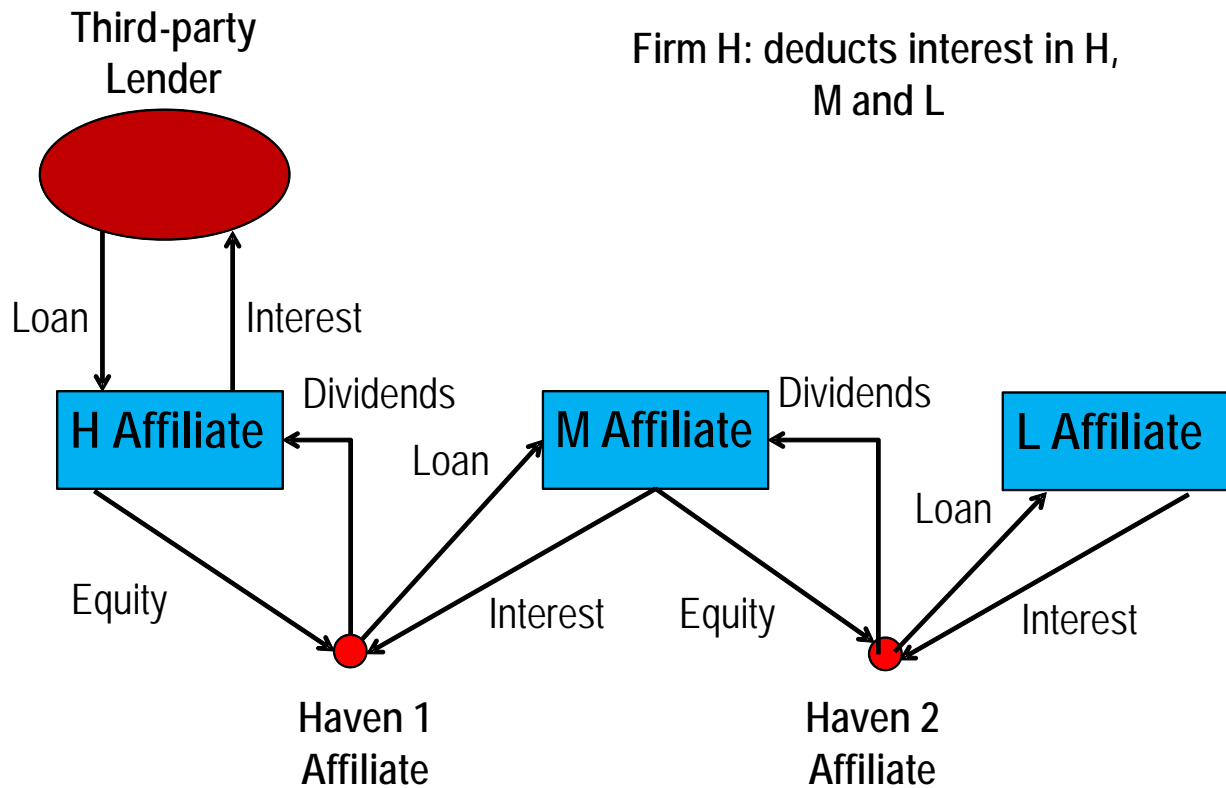 Third-party
Lender
Firm H: deducts interest in H,
M and L
Loan
Interest
H Affiliate
Dividends
M Affiliate
Dividends
L Affiliate
Loan
Loan
Equity
Interest
Equity
Interest
Haven 1
Affiliate
Haven 2
Affiliate